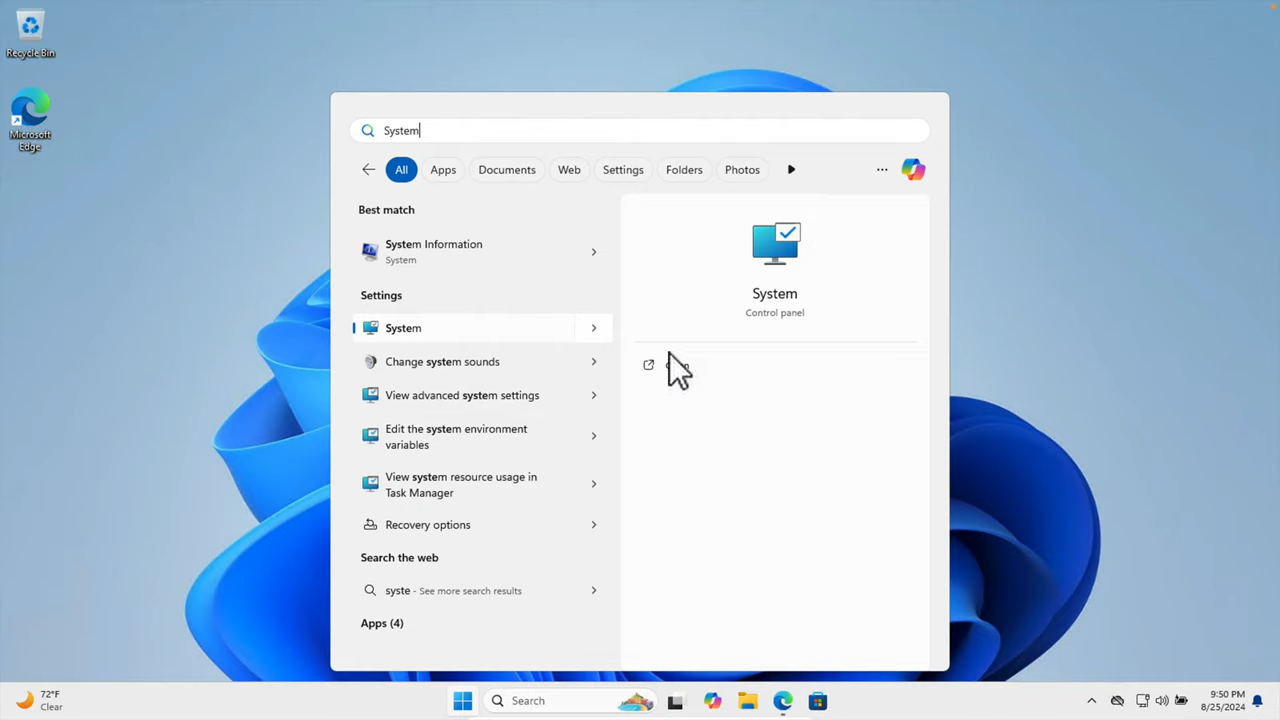 Recycle Bin
Microsoft
Edge
System
All
Apps
Documents
Web
Settings
Folders
Photos
Best match
System Information
System
Settings
System
Change system sounds
View advanced system settings
Edit the system environment
variables
View system resource usage in
Task Manager
Recovery options
Search the web
syste - See more search results
Apps (4)
System
Control panel
72°F
Clear
Search
9:50 PM
8/25/2024